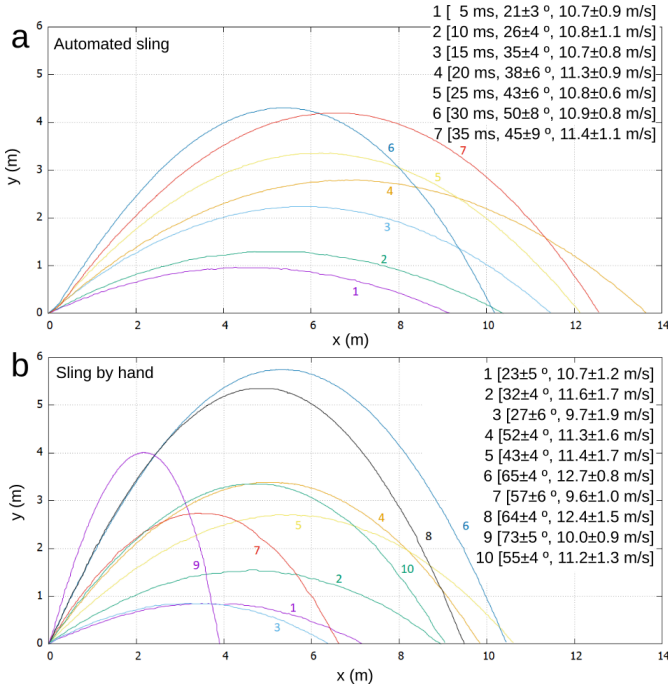 a
Automated sling
1 [ 5 ms, 21±3 º, 10.7±0.9 m/s]
2 [10 ms, 26±4 º, 10.8±1.1 m/s]
3 [15 ms, 35±4 º, 10.7±0.8 m/s]
4 [20 ms, 38±6 º, 11.3±0.9 m/s]
5 [25 ms, 43±6 º, 10.8±0.6 m/s]
6 [30 ms, 50±8 º, 10.9±0.8 m/s]
7 [35 ms, 45±9 º, 11.4±1.1 m/s]
6
5
4
3
2
1
0
y (m)
6
7
5
4
3
2
1
0 2 4 6 8 10 12 14
x (m)
b
Sling by hand
1 [23±5 º, 10.7±1.2 m/s]
2 [32±4 º, 11.6±1.7 m/s]
3 [27±6 º, 9.7±1.9 m/s]
4 [52±4 º, 11.3±1.6 m/s]
5 [43±4 º, 11.4±1.7 m/s]
6 [65±4 º, 12.7±0.8 m/s]
7 [57±6 º, 9.6±1.0 m/s]
8 [64±4 º, 12.4±1.5 m/s]
9 [73±5 º, 10.0±0.9 m/s]
10 [55±4 º, 11.2±1.3 m/s]
6
5
4
3
2
1
0
y (m)
4
5
6
8
7
9
10
2
1
3
0 2 4 6 8 10 12 14
x (m)